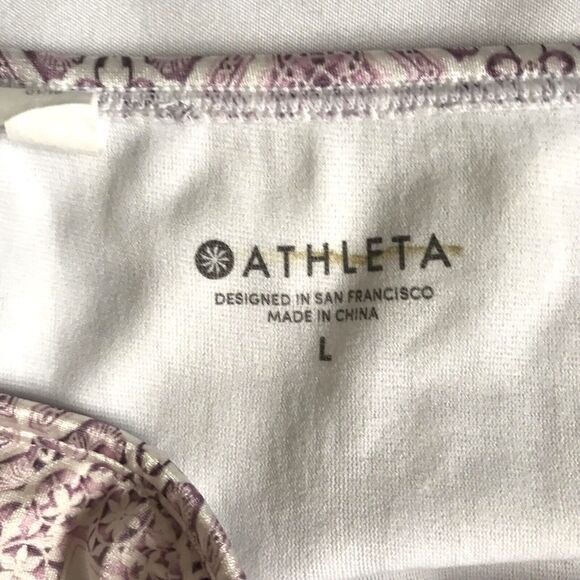 ATHLETA
DESIGNED IN SAN FRANCISCO
MADE IN CHINA
L